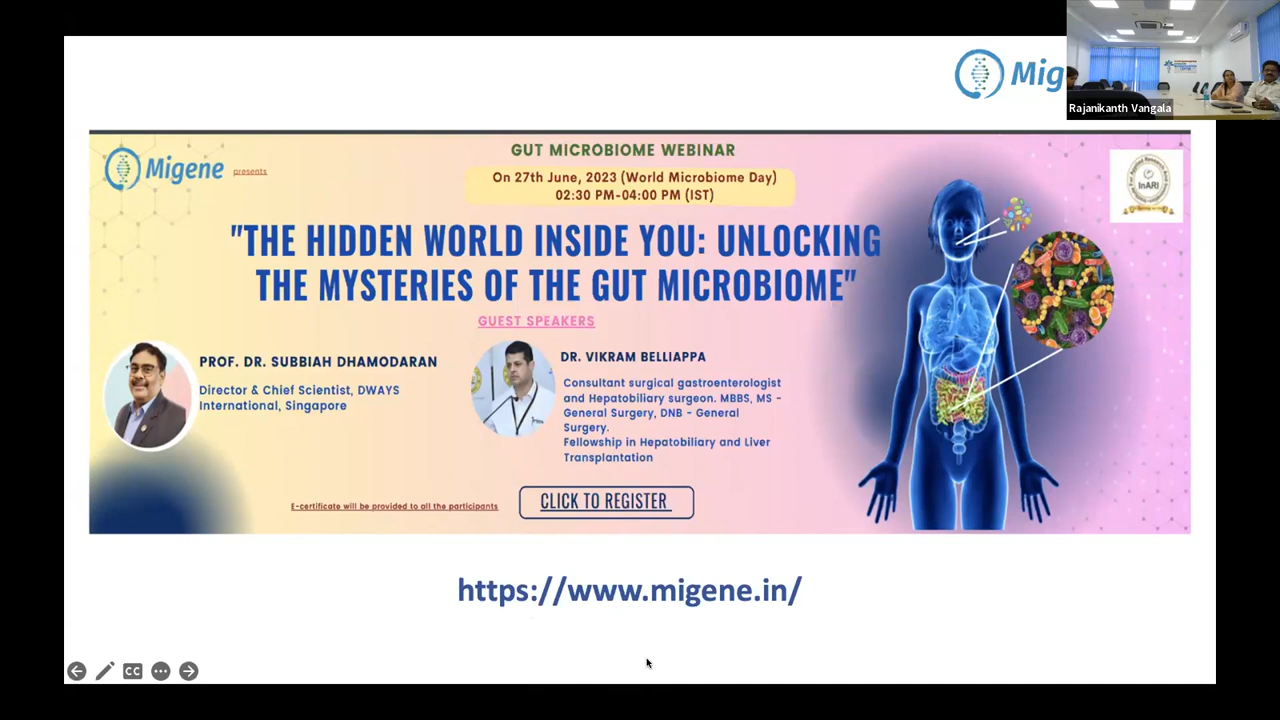 Mig
Rajanikanth Vangala
Migene presents
GUT MICROBIOME WEBINAR
On 27th June, 2023 (World Microbiome Day)
02:30 PM-04:00 PM (IST)
InARI
"THE HIDDEN WORLD INSIDE YOU: UNLOCKING
THE MYSTERIES OF THE GUT MICROBIOME"
GUEST SPEAKERS
PROF. DR. SUBBIAH DHAMODARAN
Director & Chief Scientist, DWAYS
International, Singapore
DR. VIKRAM BELLIAPPA
Consultant surgical gastroenterologist
and Hepatobiliary surgeon. MBBS, MS -
General Surgery, DNB - General
Surgery.
Fellowship in Hepatobiliary and Liver
Transplantation
E-certificate will be provided to all the participants
CLICK TO REGISTER
https://www.migene.in/
CC